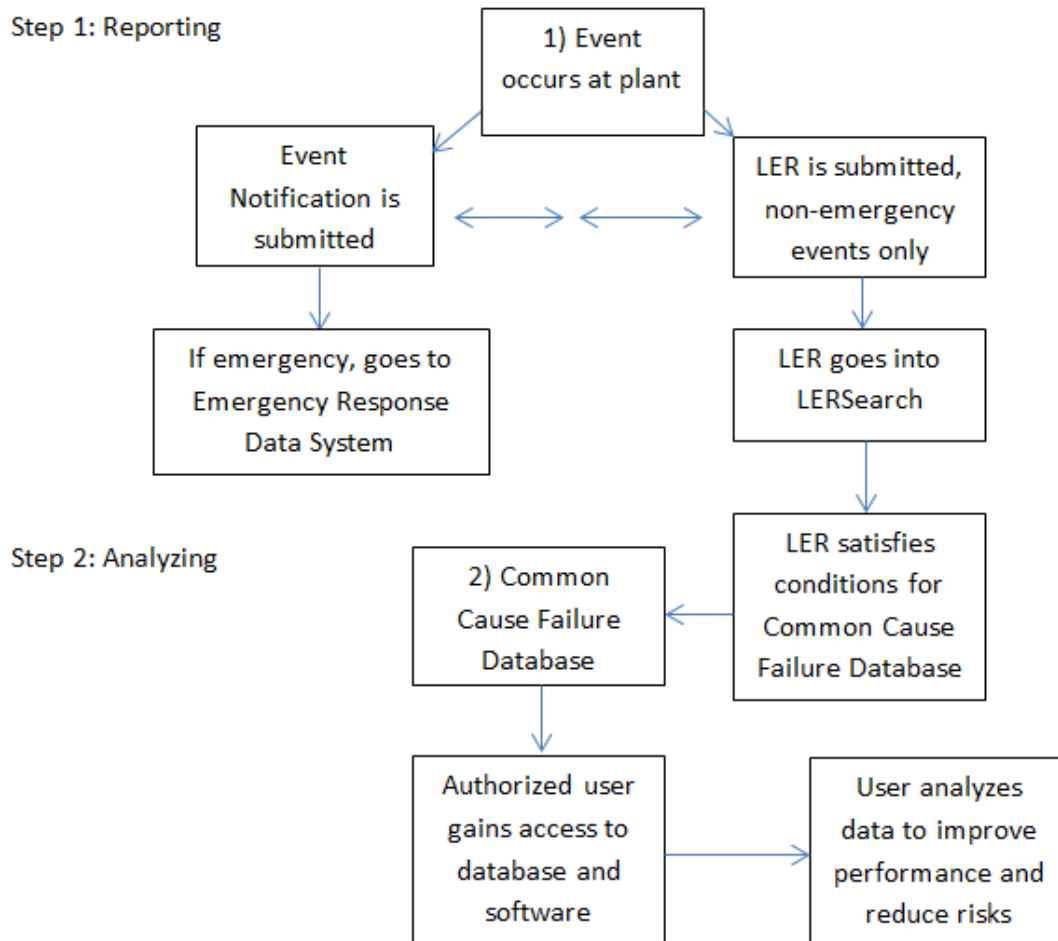 Step 1: Reporting
1) Event
occurs at plant
Event
Notification is
submitted
LER is submitted,
non-emergency
events only
If emergency, goes to
Emergency Response
Data System
LER goes into
LERSearch
Step 2: Analyzing
LER satisfies
conditions for
Common Cause
Failure Database
2) Common
Cause Failure
Database
Authorized user
gains access to
database and
software
User analyzes
data to improve
performance and
reduce risks